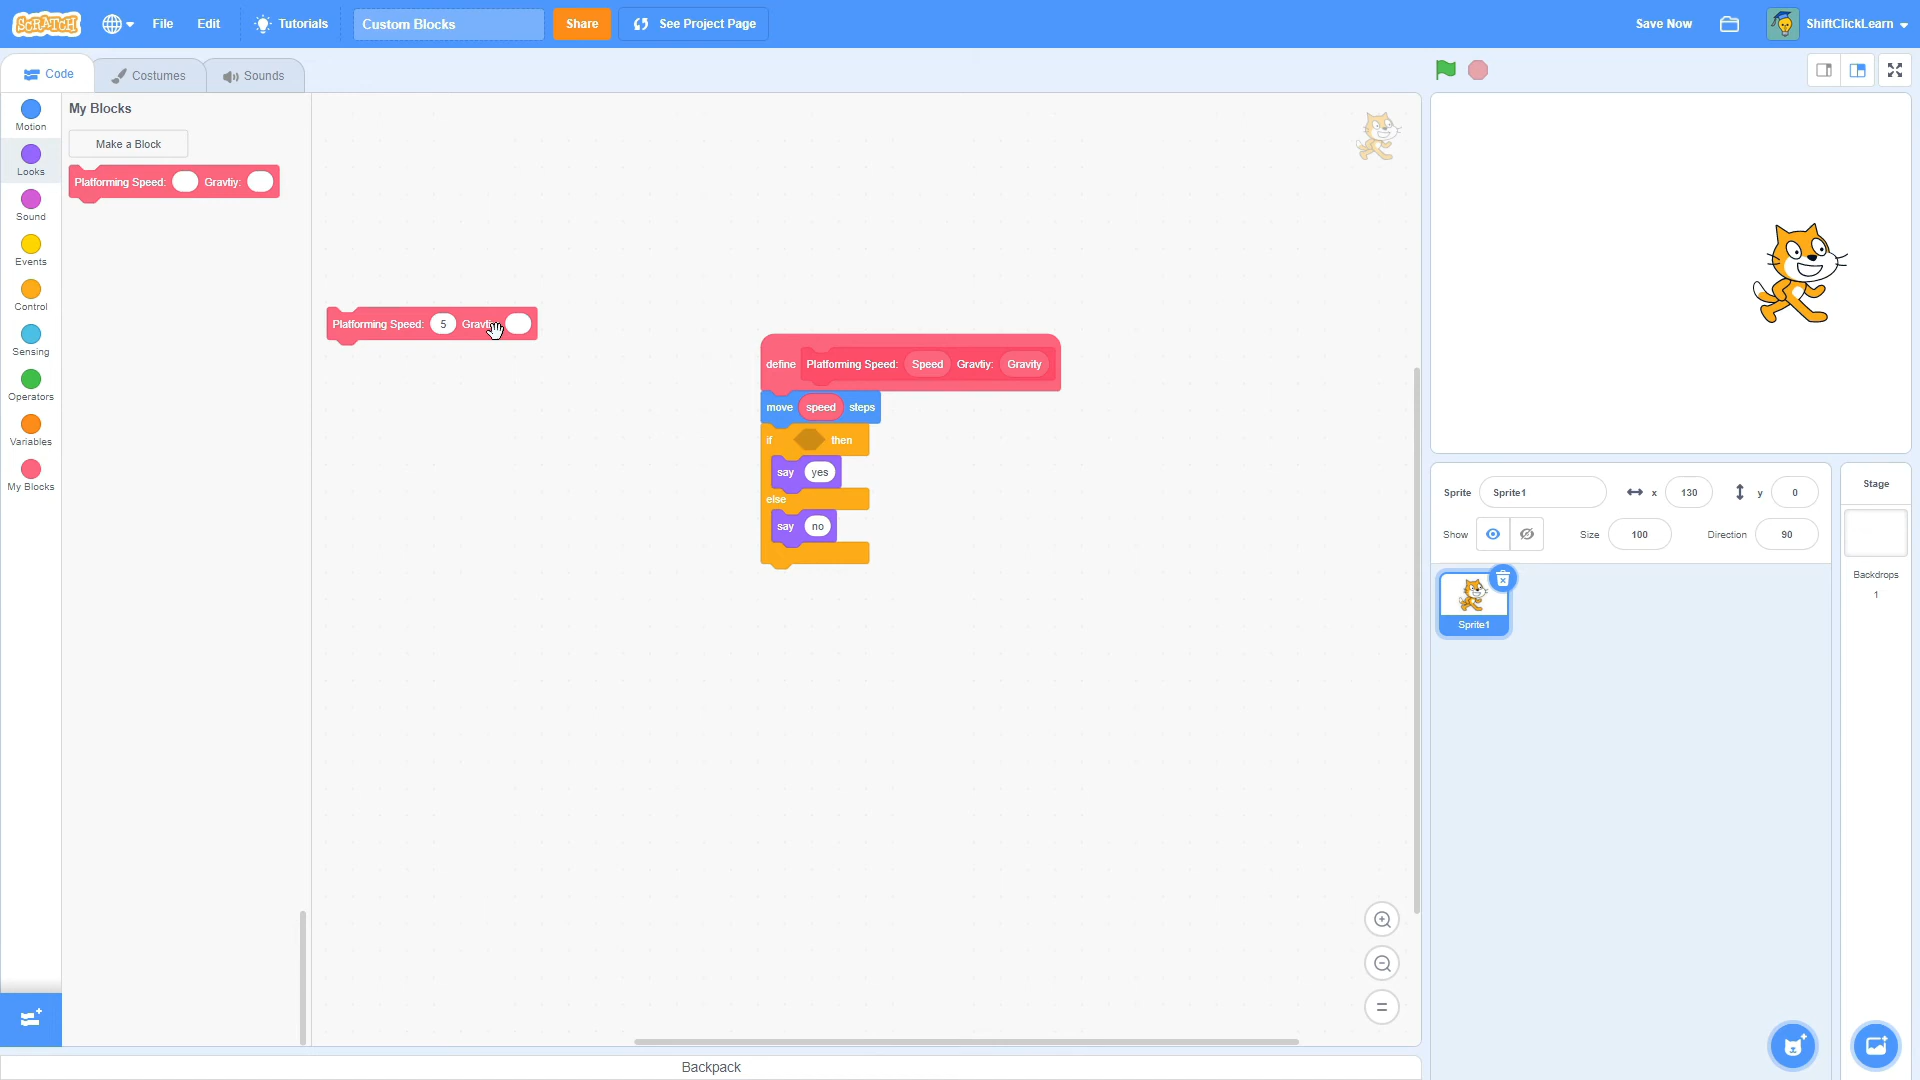 SCRATCH File Edit Tutorials Custom Blocks Share See Project Page Save Now ShiftClickLearn
Code Costumes Sounds
Motion
Looks
Sound
Events
Control
Sensing
Operators
Variables
My Blocks
My Blocks
Make a Block
Platforming Speed: Gravtiy:
Platforming Speed: 5 Gravti
define Platforming Speed: Speed Gravtiy: Gravity
move speed steps
if then
say yes
else
say no
Sprite Sprite1 x 130 y 0
Show Size 100 Direction 90
Sprite1
Stage
Backdrops
1
Backpack